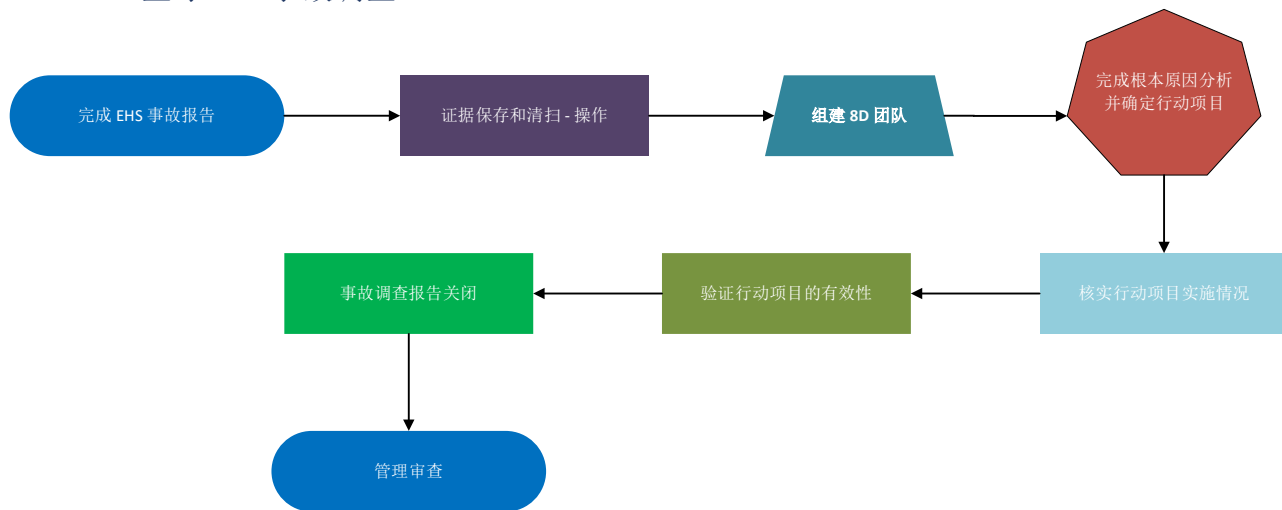 完成 EHS 事故报告
证据保存和清扫 - 操作
组建 8D 团队
完成根本原因分析
并确定行动项目
事故调查报告关闭
验证行动项目的有效性
核实行动项目实施情况
管理审查